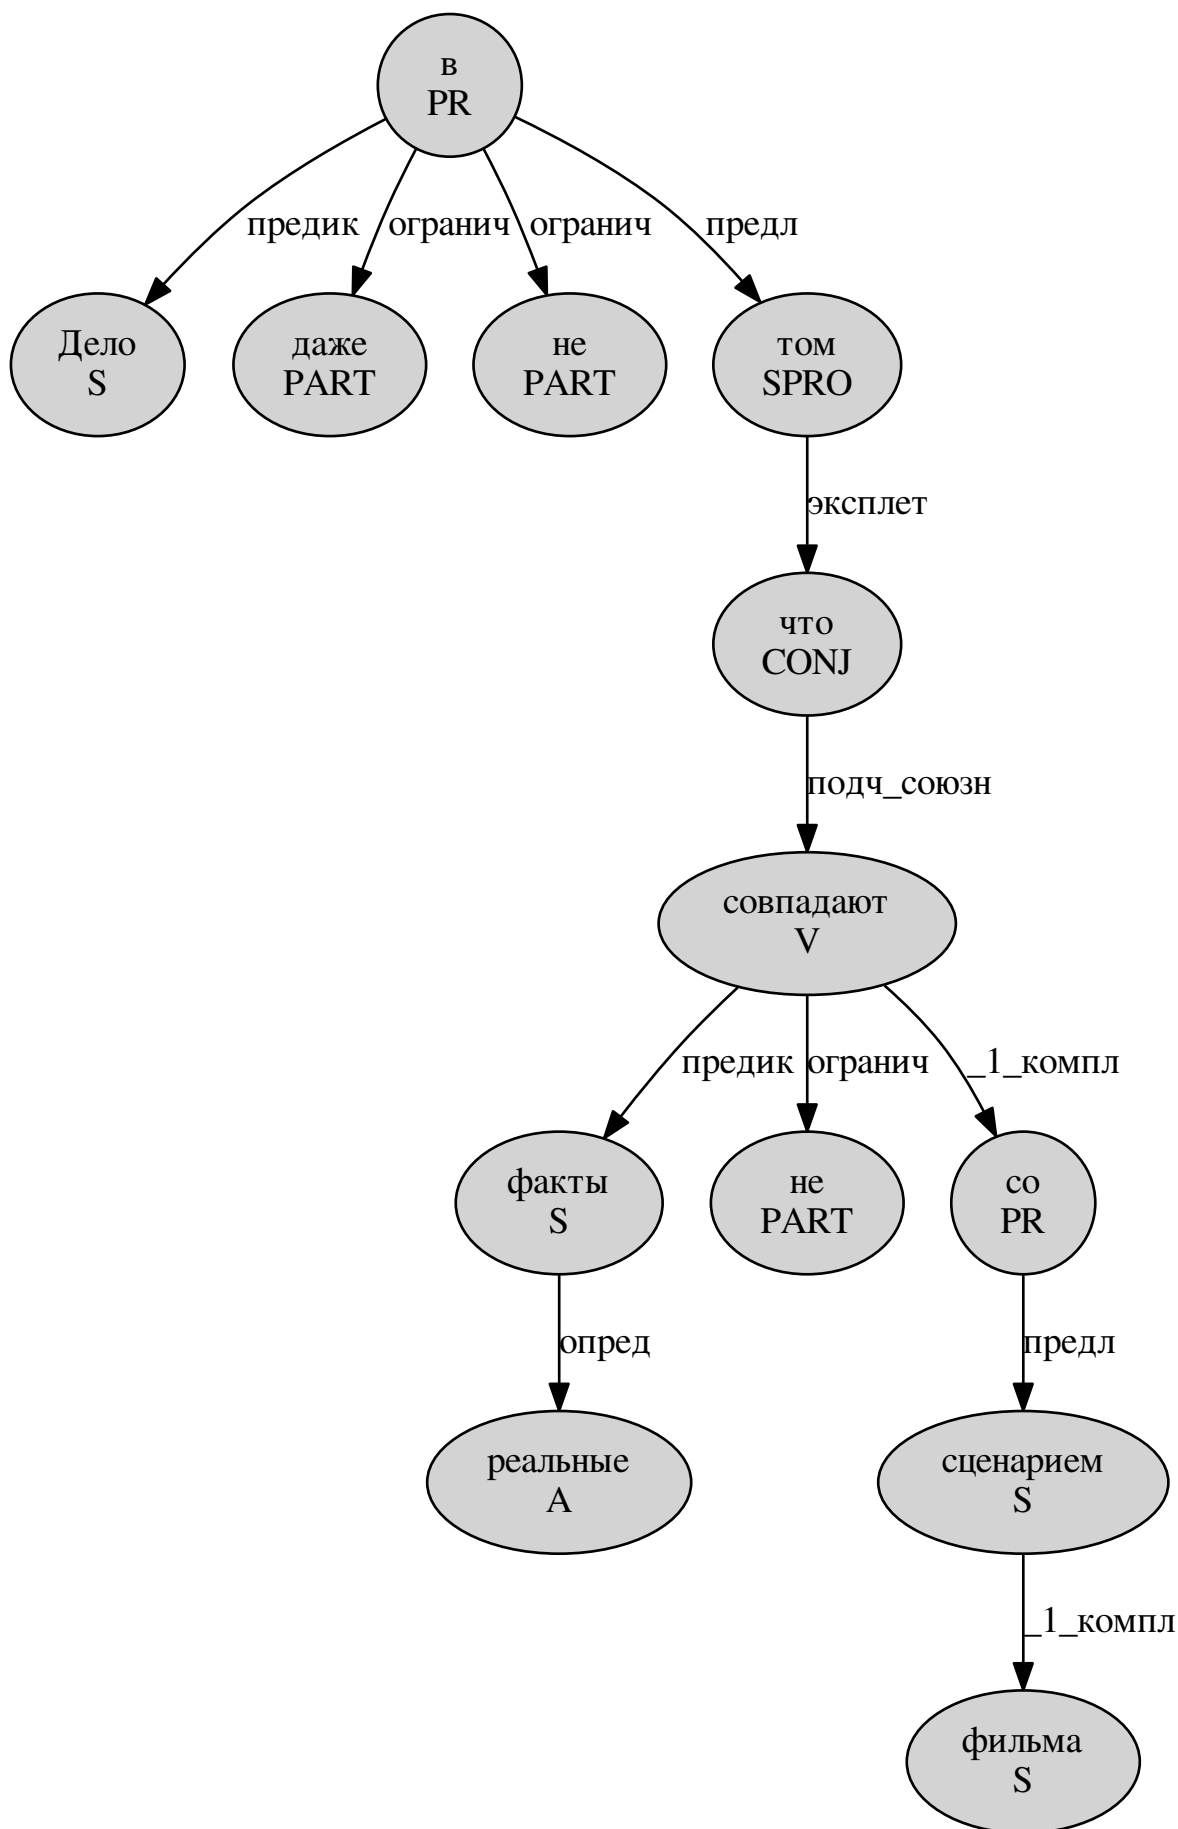 в
PR
предик
огранич
огранич
предл
Дело
S
даже
PART
не
PART
том
SPRO
эксплет
что
CONJ
подч_союзн
совпадают
V
предик
огранич
_1_компл
факты
S
не
PART
со
PR
опред
предл
реальные
A
сценарием
S
_1_компл
фильма
S